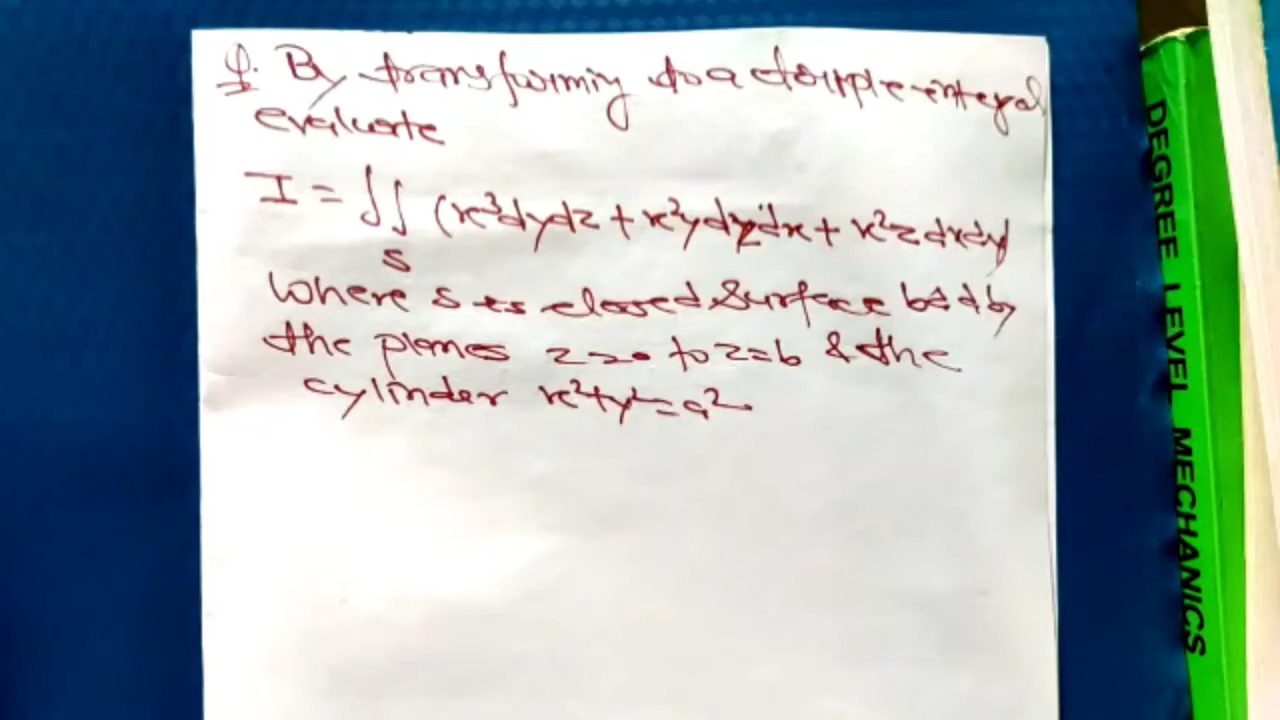 Q. By transforming to a triple integral
evaluate
I = ∬ (x³dydz + x²ydzdx + x²zdxdy
S
Where S is closed surface bdd by
the planes z=0 to z=b & the
cylinder x²+y²=a²
DEGREE LEVEL MECHANICS